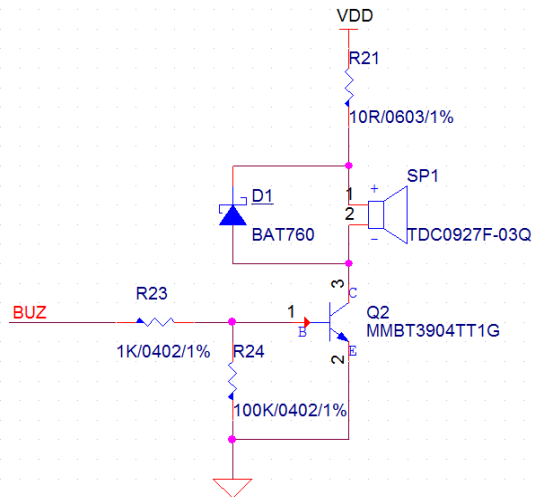 VDD
R21
10R/0603/1%
SP1
1
+
2
D1
BAT760
TDC0927F-03Q
−
3
C
R23
BUZ
1
B
Q2
MMBT3904TT1G
1K/0402/1%
R24
2
E
100K/0402/1%